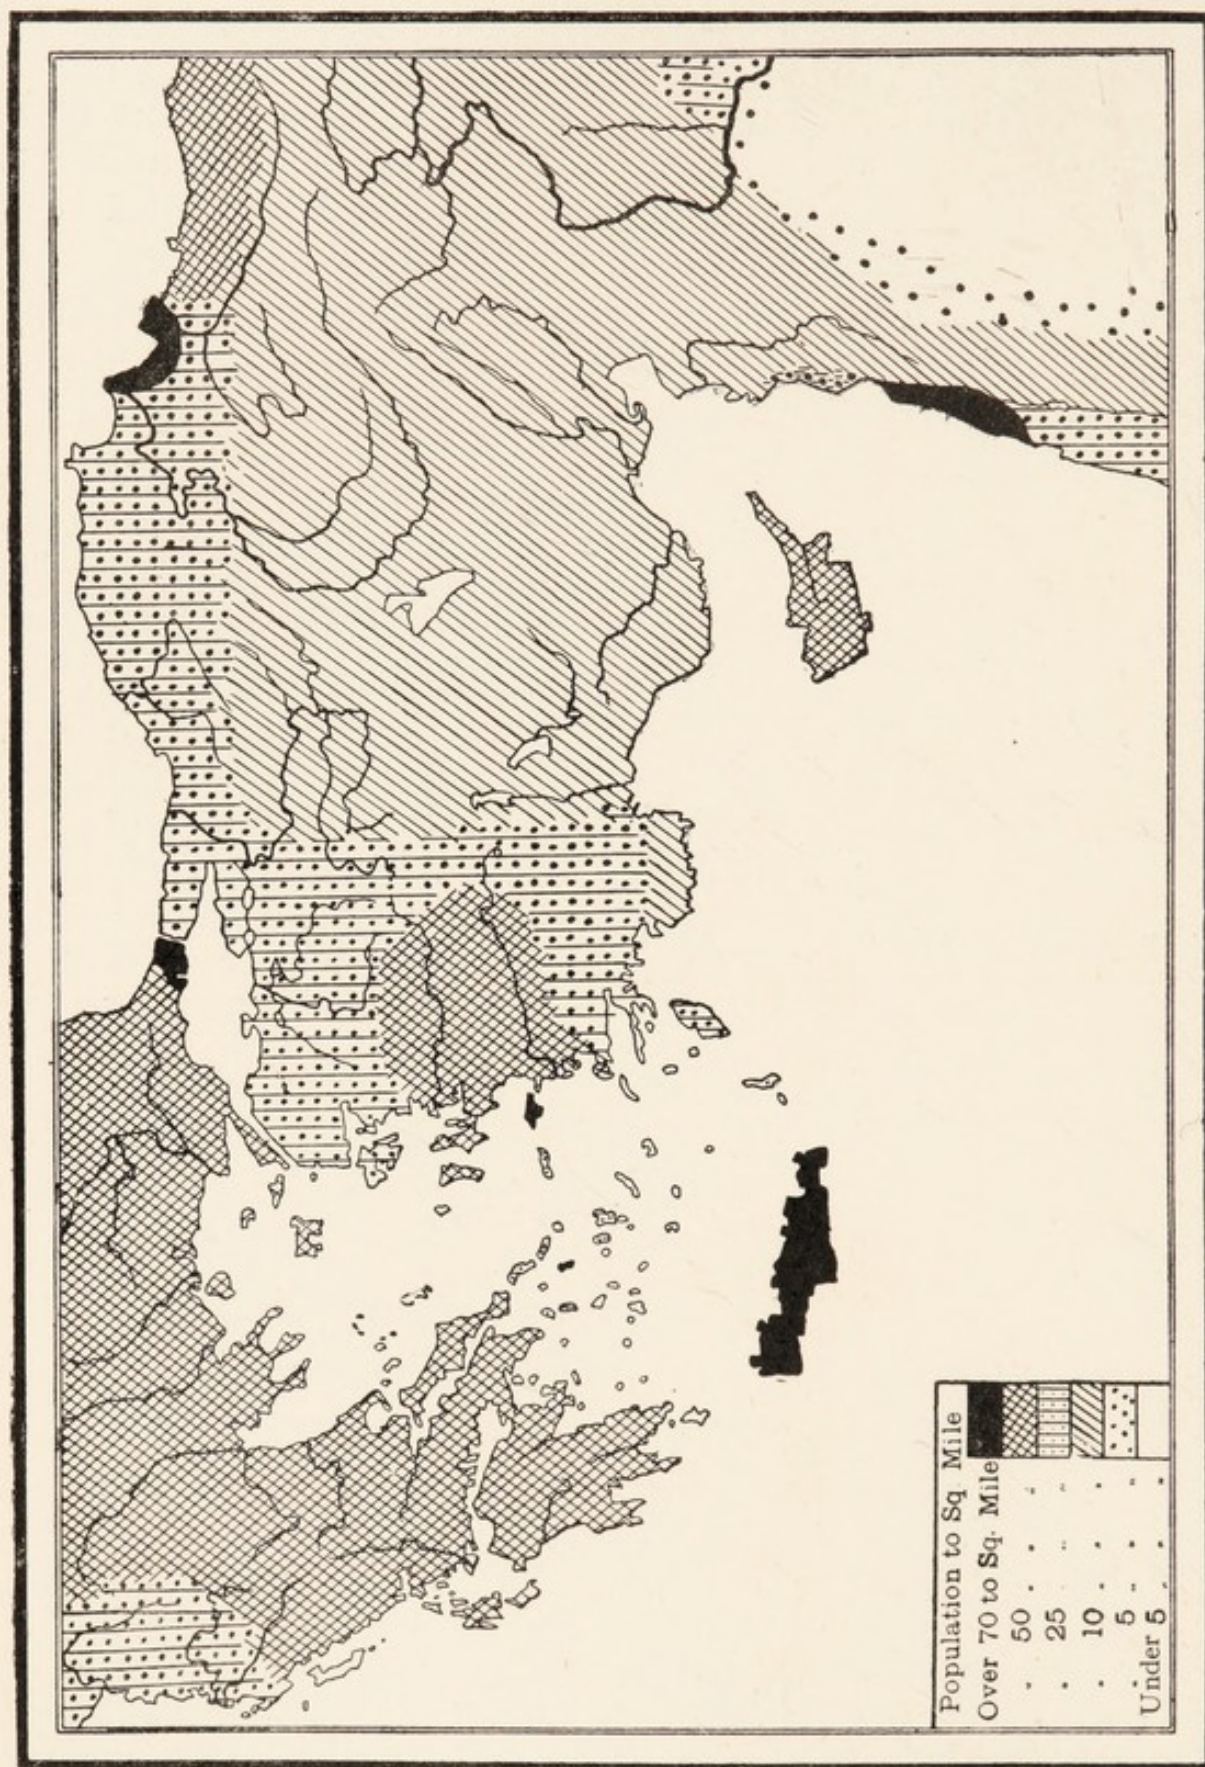 Population to Sq. Mile
Over 70 to Sq. Mile
" 50 " "
" 25 " "
" 10 " "
" 5 " "
Under 5 " "